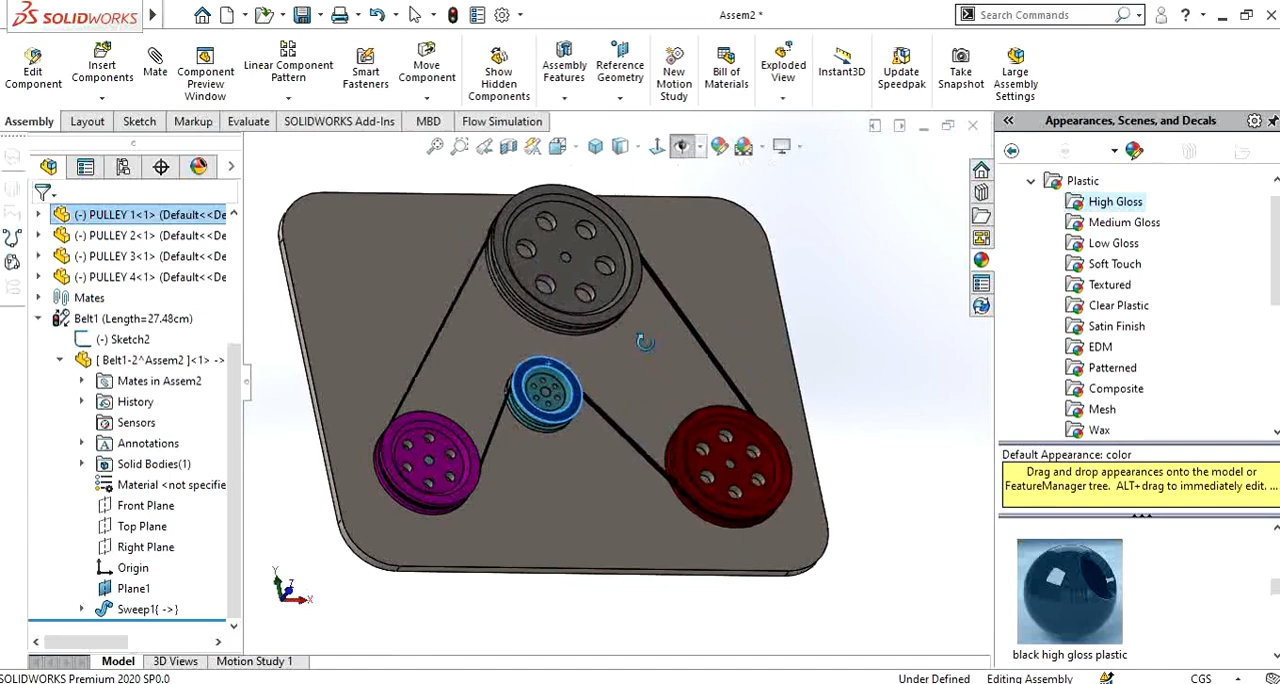 SOLIDWORKS
Assem2 *
Search Commands
?
Edit
Component
Insert
Components
Mate
Component
Preview
Window
Linear Component
Pattern
Smart
Fasteners
Move
Component
Show
Hidden
Components
Assembly
Features
Reference
Geometry
New
Motion
Study
Bill of
Materials
Exploded
View
Instant3D
Update
Speedpak
Take
Snapshot
Large
Assembly
Settings
Assembly Layout Sketch Markup Evaluate SOLIDWORKS Add-Ins MBD Flow Simulation
(-) PULLEY 1<1> (Default<<De
(-) PULLEY 2<1> (Default<<De
(-) PULLEY 3<1> (Default<<De
(-) PULLEY 4<1> (Default<<De
Mates
Belt1 (Length=27.48cm)
(-) Sketch2
[ Belt1-2^Assem2 ]<1> ->
Mates in Assem2
History
Sensors
Annotations
Solid Bodies(1)
Material <not specifie
Front Plane
Top Plane
Right Plane
Origin
Plane1
Sweep1{ ->}
Y
Z
X
Appearances, Scenes, and Decals
Plastic
High Gloss
Medium Gloss
Low Gloss
Soft Touch
Textured
Clear Plastic
Satin Finish
EDM
Patterned
Composite
Mesh
Wax
Default Appearance: color
Drag and drop appearances onto the model or
FeatureManager tree. ALT+drag to immediately edit. ...
black high gloss plastic
Model 3D Views Motion Study 1
SOLIDWORKS Premium 2020 SP0.0
Under Defined Editing Assembly CGS